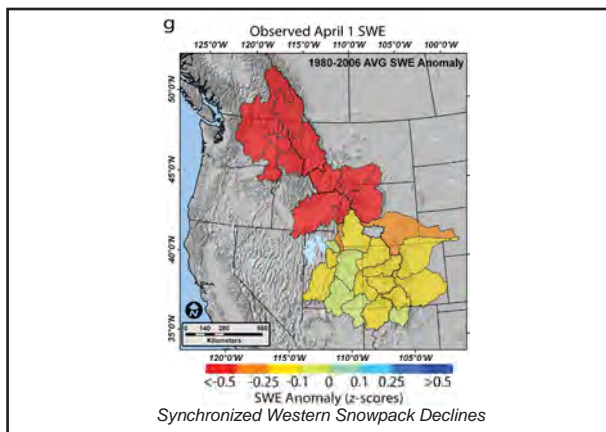 g
Observed April 1 SWE
125°0'W 120°0'W 115°0'W 110°0'W 105°0'W 100°0'W
1980-2006 AVG SWE Anomaly
50°0'N
45°0'N
40°0'N
35°0'N
N
0 140 280 560
Kilometers
120°0'W 115°0'W 110°0'W 105°0'W
<-0.5 -0.25 -0.1 0 0.1 0.25 >0.5
SWE Anomaly (z-scores)
Synchronized Western Snowpack Declines